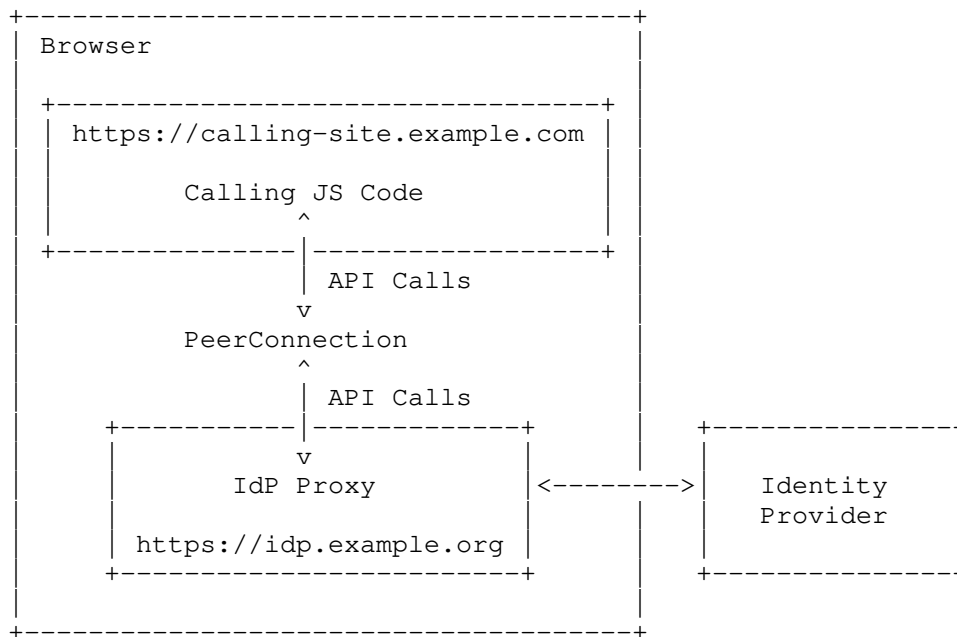 Browser
https://calling-site.example.com
Calling JS Code
API Calls
PeerConnection
API Calls
IdP Proxy
Identity
Provider
https://idp.example.org